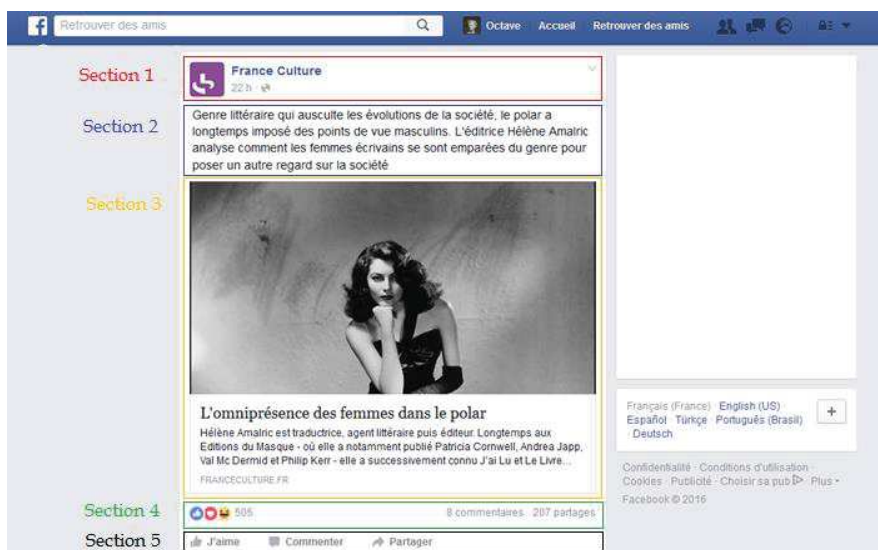 Retrouver des amis
Octave Accueil Retrouver des amis
Section 1
France Culture
22 h
Section 2
Genre littéraire qui ausculte les évolutions de la société, le polar a
longtemps imposé des points de vue masculins. L'éditrice Hélène Amalric
analyse comment les femmes écrivains se sont emparées du genre pour
poser un autre regard sur la société
Section 3
L'omniprésence des femmes dans le polar
Hélène Amalric est traductrice, agent littéraire puis éditeur. Longtemps aux
Editions du Masque - où elle a notamment publié Patricia Cornwell, Andrea Japp,
Val Mc Dermid et Philip Kerr - elle a successivement connu J'ai Lu et Le Livre...
FRANCECULTURE.FR
Section 4
505
8 commentaires 207 partages
Section 5
J'aime Commenter Partager
Français (France) · English (US) ·
Español · Türkçe · Português (Brasil)
· Deutsch
+
Confidentialité · Conditions d'utilisation ·
Cookies · Publicité · Choisir sa pub · Plus
Facebook © 2016